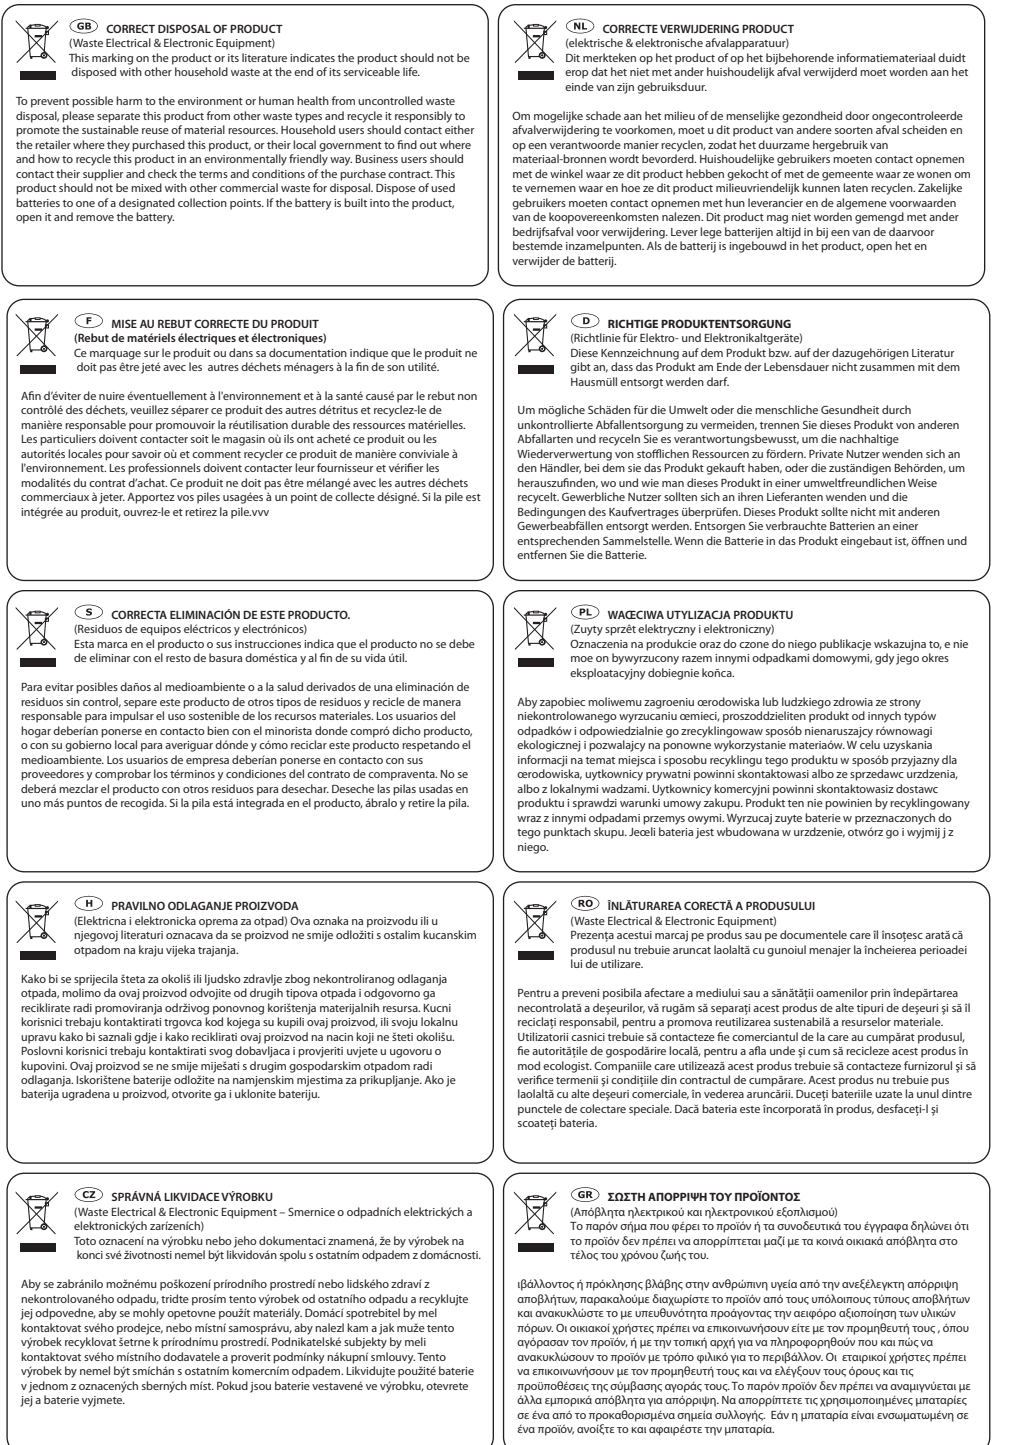 GB CORRECT DISPOSAL OF PRODUCT
(Waste Electrical & Electronic Equipment)
This marking on the product or its literature indicates the product should not be
disposed with other household waste at the end of its serviceable life.
To prevent possible harm to the environment or human health from uncontrolled waste
disposal, please separate this product from other waste types and recycle it responsibly to
promote the sustainable reuse of material resources. Household users should contact either
the retailer where they purchased this product, or their local government to find out where
and how to recycle this product in an environmentally friendly way. Business users should
contact their supplier and check the terms and conditions of the purchase contract. This
product should not be mixed with other commercial waste for disposal. Dispose of used
batteries to one of a designated collection points. If the battery is built into the product,
open it and remove the battery.
NL CORRECTE VERWIJDERING PRODUCT
(elektrische & elektronische afvalapparatuur)
Dit merkteken op het product of op het bijbehorende informatiemateriaal duidt
erop dat het niet met ander huishoudelijk afval verwijderd moet worden aan het
einde van zijn gebruiksduur.
Om mogelijke schade aan het milieu of de menselijke gezondheid door ongecontroleerde
afvalverwijdering te voorkomen, moet u dit product van andere soorten afval scheiden en
op een verantwoorde manier recyclen, zodat het duurzame hergebruik van
materiaal-bronnen wordt bevorderd. Huishoudelijke gebruikers moeten contact opnemen
met de winkel waar ze dit product hebben gekocht of met de gemeente waar ze wonen om
te vernemen waar en hoe ze dit product milieuvriendelijk kunnen laten recyclen. Zakelijke
gebruikers moeten contact opnemen met hun leverancier en de algemene voorwaarden
van de koopovereenkomsten nalezen. Dit product mag niet worden gemengd met ander
bedrijfsafval voor verwijdering. Lever lege batterijen altijd in bij een van de daarvoor
bestemde inzamelpunten. Als de batterij is ingebouwd in het product, open het en
verwijder de batterij.
F MISE AU REBUT CORRECTE DU PRODUIT
(Rebut de matériels électriques et électroniques)
Ce marquage sur le produit ou dans sa documentation indique que le produit ne
doit pas être jeté avec les autres déchets ménagers à la fin de son utilité.
Afin d'éviter de nuire éventuellement à l'environnement et à la santé causé par le rebut non
contrôlé des déchets, veuillez séparer ce produit des autres détritus et recyclez-le de
manière responsable pour promouvoir la réutilisation durable des ressources matérielles.
Les particuliers doivent contacter soit le magasin où ils ont acheté ce produit ou les
autorités locales pour savoir où et comment recycler ce produit de manière conviviale à
l'environnement. Les professionnels doivent contacter leur fournisseur et vérifier les
modalités du contrat d'achat. Ce produit ne doit pas être mélangé avec les autres déchets
commerciaux à jeter. Apportez vos piles usagées à un point de collecte désigné. Si la pile est
intégrée au produit, ouvrez-le et retirez la pile.vvv
D RICHTIGE PRODUKTENTSORGUNG
(Richtlinie für Elektro- und Elektronikaltgeräte)
Diese Kennzeichnung auf dem Produkt bzw. auf der dazugehörigen Literatur
gibt an, dass das Produkt am Ende der Lebensdauer nicht zusammen mit dem
Hausmüll entsorgt werden darf.
Um mögliche Schäden für die Umwelt oder die menschliche Gesundheit durch
unkontrollierte Abfallentsorgung zu vermeiden, trennen Sie dieses Produkt von anderen
Abfallarten und recyceln Sie es verantwortungsbewusst, um die nachhaltige
Wiederverwertung von stofflichen Ressourcen zu fördern. Private Nutzer wenden sich an
den Händler, bei dem sie das Produkt gekauft haben, oder die zuständigen Behörden, um
herauszufinden, wo und wie man dieses Produkt in einer umweltfreundlichen Weise
recycelt. Gewerbliche Nutzer sollten sich an ihren Lieferanten wenden und die
Bedingungen des Kaufvertrages überprüfen. Dieses Produkt sollte nicht mit anderen
Gewerbeabfällen entsorgt werden. Entsorgen Sie verbrauchte Batterien an einer
entsprechenden Sammelstelle. Wenn die Batterie in das Produkt eingebaut ist, öffnen und
entfernen Sie die Batterie.
S CORRECTA ELIMINACIÓN DE ESTE PRODUCTO.
(Residuos de equipos eléctricos y electrónicos)
Esta marca en el producto o sus instrucciones indica que el producto no se debe
de eliminar con el resto de basura doméstica y al fin de su vida útil.
Para evitar posibles daños al medioambiente o a la salud derivados de una eliminación de
residuos sin control, separe este producto de otros tipos de residuos y recicle de manera
responsable para impulsar el uso sostenible de los recursos materiales. Los usuarios del
hogar deberían ponerse en contacto bien con el minorista donde compró dicho producto,
o con su gobierno local para averiguar dónde y cómo reciclar este producto respetando el
medioambiente. Los usuarios de empresa deberían ponerse en contacto con sus
proveedores y comprobar los términos y condiciones del contrato de compraventa. No se
deberá mezclar el producto con otros residuos para desechar. Deseche las pilas usadas en
uno más puntos de recogida. Si la pila está integrada en el producto, ábralo y retire la pila.
PL WAŒCIWA UTYLIZACJA PRODUKTU
(Zuyty sprzêt elektryczny i elektroniczny)
Oznaczenia na produkcie oraz do czone do niego publikacje wskazujna to, e nie
moe on bywyrzucony razem innymi odpadkami domowymi, gdy jego okres
eksploatacyjny dobiegnie koñca.
Aby zapobiec moliwemu zagroeniu œrodowiska lub ludzkiego zdrowia ze strony
niekontrolowanego wyrzucaniu œmieci, proszoddzieliten produkt od innych typów
odpadków i odpowiedzialnie go zrecyklingowaw sposób nienaruszajcy równowagi
ekologicznej i pozwalajcy na ponowne wykorzystanie materiaów. W celu uzyskania
informacji na temat miejsca i sposobu recyklingu tego produktu w sposób przyjazny dla
œrodowiska, uytkownicy prywatni powinni skontaktowasi albo ze sprzedawc urzdzenia,
albo z lokalnymi wadzami. Uytkownicy komercyjni powinni skontaktowasiz dostawc
produktu i sprawdzi warunki umowy zakupu. Produkt ten nie powinien by recyklingowany
wraz z innymi odpadami przemys owymi. Wyrzucaj zuyte baterie w przeznaczonych do
tego punktach skupu. Jeœli bateria jest wbudowana w urzdzenie, otwórz go i wyjmij j z
niego.
H PRAVILNO ODLAGANJE PROIZVODA
(Elektricna i elektronicka oprema za otpad) Ova oznaka na proizvodu ili u
njegovoj literaturi oznacava da se proizvod ne smije odložiti s ostalim kucanskim
otpadom na kraju vijeka trajanja.
Kako bi se sprijecila šteta za okoliš ili ljudsko zdravlje zbog nekontroliranog odlaganja
otpada, molimo da ovaj proizvod odvojite od drugih tipova otpada i odgovorno ga
reciklirate radi promoviranja održivog ponovnog korištenja materijalnih resursa. Kucni
korisnici trebaju kontaktirati trgovca kod kojega su kupili ovaj proizvod, ili svoju lokalnu
upravu kako bi saznali gdje i kako reciklirati ovaj proizvod na nacin koji ne šteti okolišu.
Poslovni korisnici trebaju kontaktirati svog dobavljaca i provjeriti uvjete u ugovoru o
kupovini. Ovaj proizvod se ne smije miješati s drugim gospodarskim otpadom radi
odlaganja. Iskorištene baterije odložite na namjenskim mjestima za prikupljanje. Ako je
baterija ugradena u proizvod, otvorite ga i uklonite bateriju.
RO ÎNLĂTURAREA CORECTĂ A PRODUSULUI
(Waste Electrical & Electronic Equipment)
Prezența acestui marcaj pe produs sau pe documentele care îl însoțesc arată că
produsul nu trebuie aruncat laolaltă cu gunoiul menajer la încheierea perioadei
lui de utilizare.
Pentru a preveni posibila afectare a mediului sau a sănătății oamenilor prin îndepărtarea
necontrolată a deșeurilor, vă rugăm să separați acest produs de alte tipuri de deșeuri și să îl
reciclați responsabil, pentru a promova reutilizarea sustenabilă a resurselor materiale.
Utilizatorii casnici trebuie să contacteze fie comerciantul de la care au cumpărat produsul,
fie autoritățile de gospodărire locală, pentru a afla unde și cum să recicleze acest produs în
mod ecologist. Companiile care utilizează acest produs trebuie să contacteze furnizorul și să
verifice termenii și condițiile din contractul de cumpărare. Acest produs nu trebuie pus
laolaltă cu alte deșeuri comerciale, în vederea aruncării. Duceți bateriile uzate la unul dintre
punctele de colectare speciale. Dacă bateria este încorporată în produs, desfaceți-l și
scoateți bateria.
CZ SPRÁVNÁ LIKVIDACE VÝROBKU
(Waste Electrical & Electronic Equipment – Smernice o odpadních elektrických a
elektronických zarízeních)
Toto oznacení na výrobku nebo jeho dokumentaci znamená, že by výrobek na
konci své životnosti nemel být likvidován spolu s ostatním odpadem z domácnosti.
Aby se zabránilo možnému poškození prírodního prostredí nebo lidského zdraví z
nekontrolovaného odpadu, tridte prosím tento výrobek od ostatního odpadu a recyklujte
jej odpovedne, aby se mohly opetovne použít materiály. Domácí spotrebitel by mel
kontaktovat svého prodejce, nebo místní samosprávu, aby nalezl kam a jak muže tento
výrobek recyklovat šetrne k prírodnímu prostredí. Podnikatelské subjekty by meli
kontaktovat svého místního dodavatele a proverit podmínky nákupní smlouvy. Tento
výrobek by nemel být smíchán s ostatním komercním odpadem. Likvidujte použité baterie
v jednom z oznacených sberných míst. Pokud jsou baterie vestavené ve výrobku, otevrete
jej a baterie vyjmete.
GR ΣΩΣΤΗ ΑΠΟΡΡΙΨΗ ΤΟΥ ΠΡΟΪΟΝΤΟΣ
(Απόβλητα ηλεκτρικού και ηλεκτρονικού εξοπλισμού)
Το παρόν σήμα που φέρει το προϊόν ή τα συνοδευτικά του έγγραφα δηλώνει ότι
το προϊόν δεν πρέπει να απορρίπτεται μαζί με τα κοινά οικιακά απόβλητα στο
τέλος του χρόνου ζωής του.
ιβάλλοντος ή πρόκλησης βλάβης στην ανθρώπινη υγεία από την ανεξέλεγκτη απόρριψη
αποβλήτων, παρακαλούμε διαχωρίστε το προϊόν από τους υπόλοιπους τύπους αποβλήτων
και ανακυκλώστε το με υπευθυνότητα προάγοντας την αειφόρο αξιοποίηση των υλικών
πόρων. Οι οικιακοί χρήστες πρέπει να επικοινωνήσουν είτε με τον προμηθευτή τους , όπου
αγόρασαν τον προϊόν, ή με την τοπική αρχή για να πληροφορηθούν που και πώς να
ανακυκλώσουν το προϊόν με τρόπο φιλικό για το περιβάλλον. Οι εταιρικοί χρήστες πρέπει
να επικοινωνήσουν με τον προμηθευτή τους και να ελέγξουν τους όρους και τις
προϋποθέσεις της σύμβασης αγοράς τους. Το παρόν προϊόν δεν πρέπει να αναμιγνύεται με
άλλα εμπορικά απόβλητα για απόρριψη. Να απορρίπτετε τις χρησιμοποιημένες μπαταρίες
σε ένα από το προκαθορισμένα σημεία συλλογής. Εάν η μπαταρία είναι ενσωματωμένη σε
ένα προϊόν, ανοίξτε το και αφαιρέστε την μπαταρία.